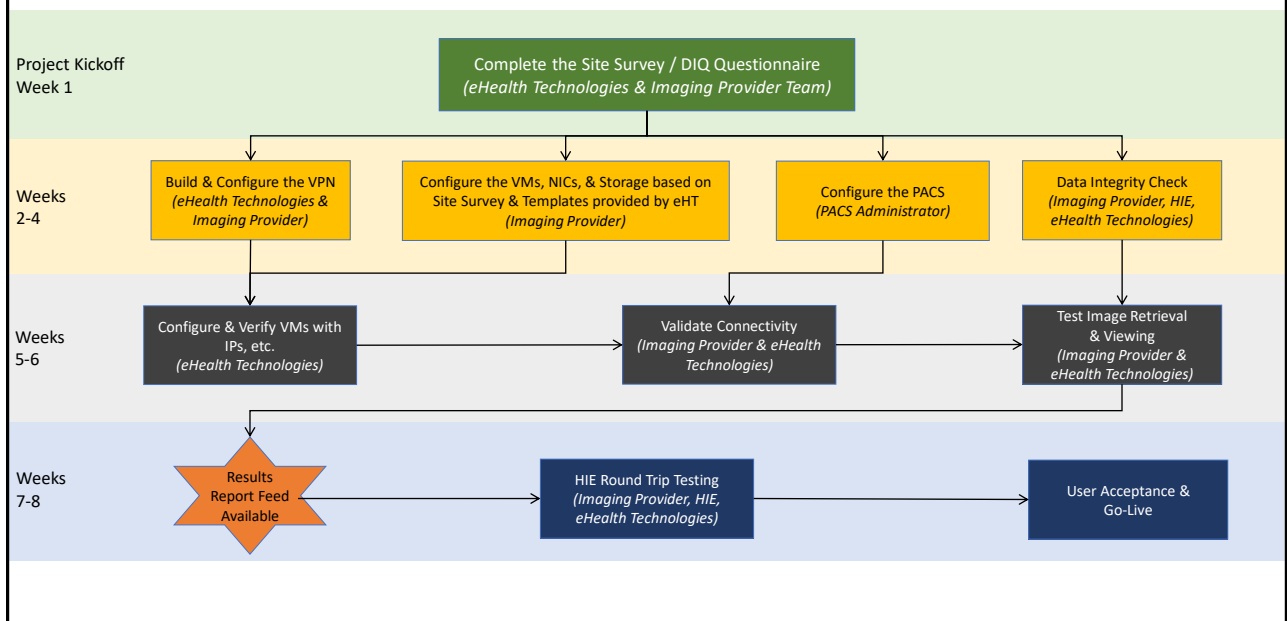 Project Kickoff
Week 1
Complete the Site Survey / DIQ Questionnaire
(eHealth Technologies & Imaging Provider Team)
Weeks
2-4
Build & Configure the VPN
(eHealth Technologies &
Imaging Provider)
Configure the VMs, NICs, & Storage based on
Site Survey & Templates provided by eHT
(Imaging Provider)
Configure the PACS
(PACS Administrator)
Data Integrity Check
(Imaging Provider, HIE,
eHealth Technologies)
Weeks
5-6
Configure & Verify VMs with
IPs, etc.
(eHealth Technologies)
Validate Connectivity
(Imaging Provider & eHealth
Technologies)
Test Image Retrieval
& Viewing
(Imaging Provider &
eHealth Technologies)
Weeks
7-8
Results
Report Feed
Available
HIE Round Trip Testing
(Imaging Provider, HIE,
eHealth Technologies)
User Acceptance &
Go-Live